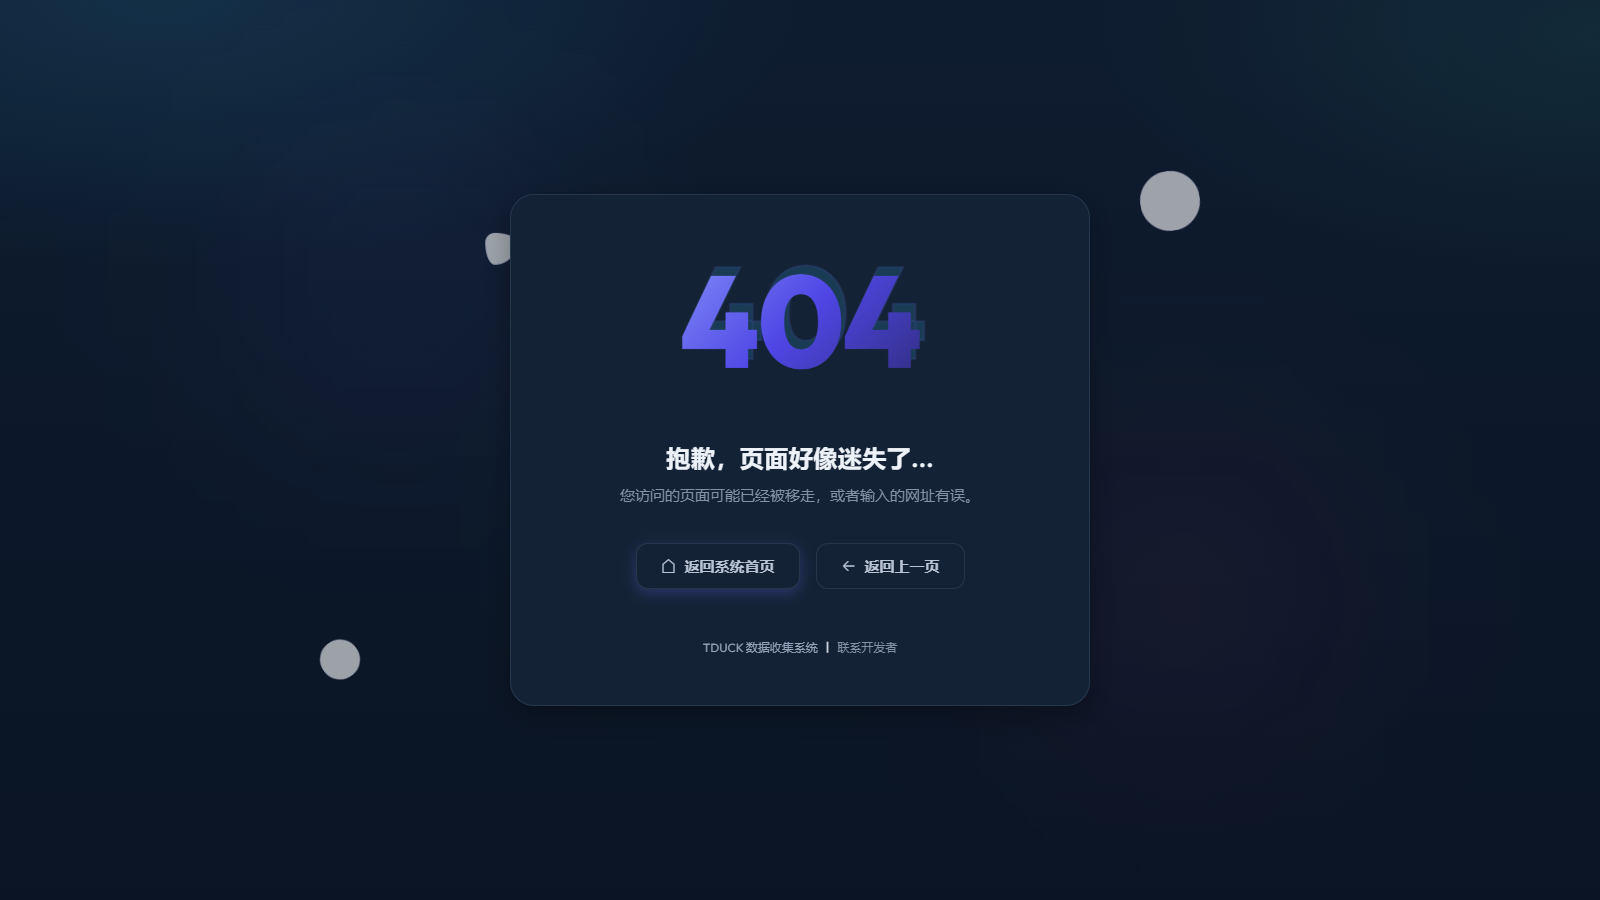 404
抱歉，页面好像迷失了...
您访问的页面可能已经被移走，或者输入的网址有误。
返回系统首页
返回上一页
TDUCK 数据收集系统 | 联系开发者